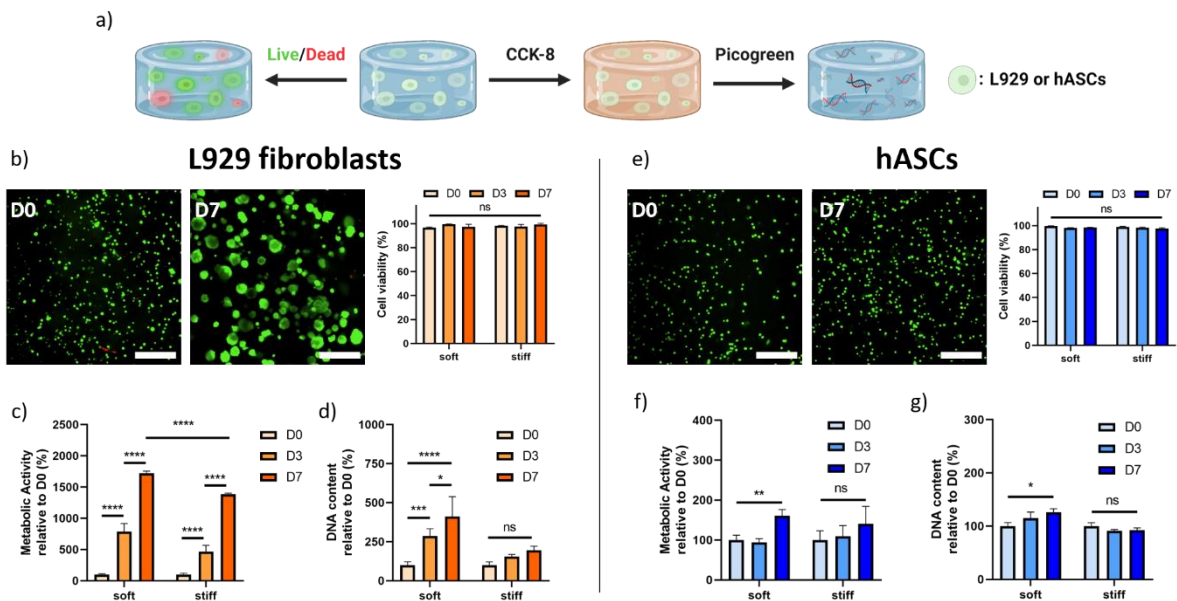 a)
Live/Dead
CCK-8
Picogreen
: L929 or hASCs
b)
L929 fibroblasts
D0
D7
D0 D3 D7
ns
Cell viability (%)
100
80
60
40
20
0
soft stiff
e)
hASCs
D0
D7
D0 D3 D7
ns
Cell viability (%)
100
80
60
40
20
0
soft stiff
c)
Metabolic Activity
relative to D0 (%)
2500
2000
1500
1000
500
0
****
****
****
****
****
D0
D3
D7
soft stiff
d)
DNA content
relative to D0 (%)
1000
750
500
250
0
****
*
***
ns
D0
D3
D7
soft stiff
f)
Metabolic Activity
relative to D0 (%)
400
300
200
100
0
**
ns
D0
D3
D7
soft stiff
g)
DNA content
relative to D0 (%)
300
200
100
0
*
ns
D0
D3
D7
soft stiff